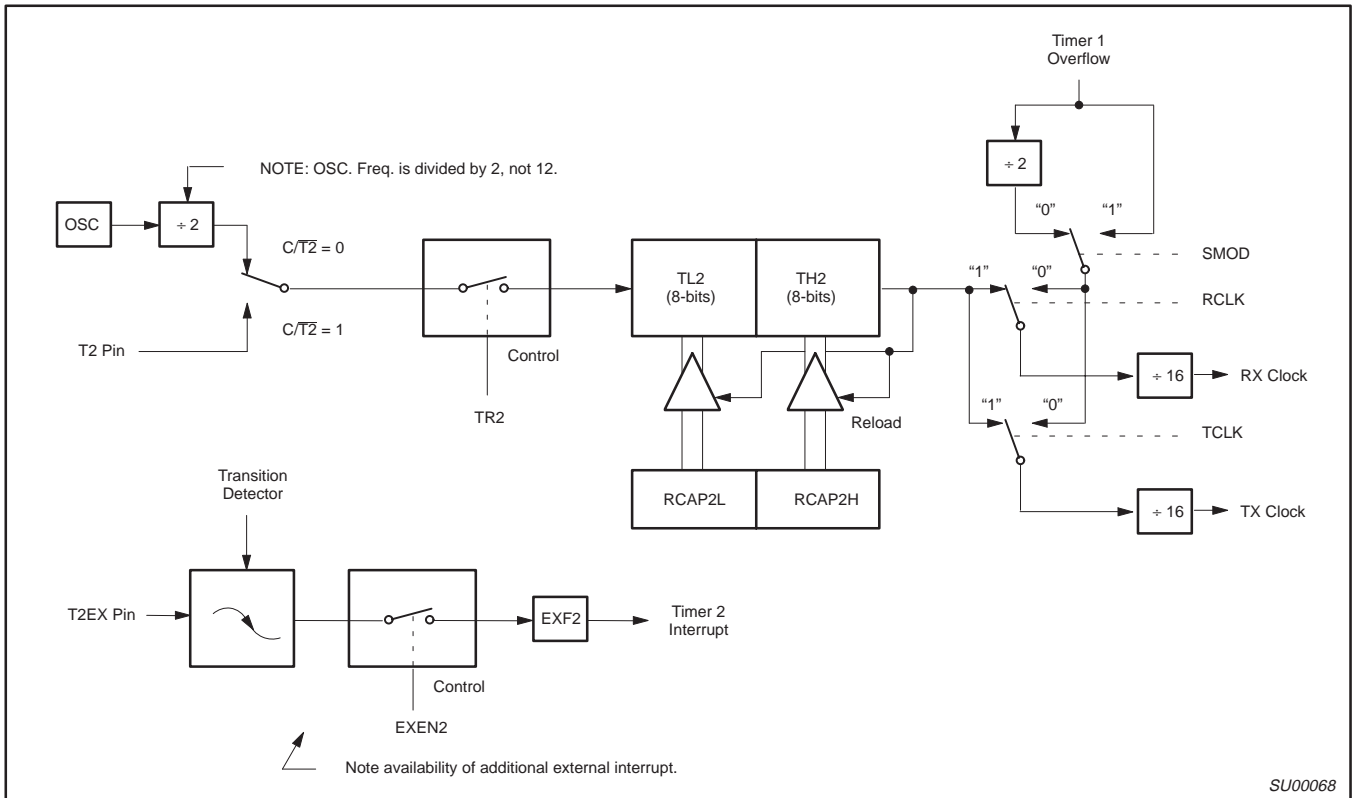 Timer 1
Overflow
÷ 2
NOTE: OSC. Freq. is divided by 2, not 12.
“0”
“1”
OSC
÷ 2
C/T2 = 0
SMOD
TL2
(8-bits)
TH2
(8-bits)
“1”
“0”
RCLK
C/T2 = 1
T2 Pin
Control
÷ 16
RX Clock
TR2
Reload
“1”
“0”
TCLK
Transition
Detector
RCAP2L
RCAP2H
÷ 16
TX Clock
T2EX Pin
EXF2
Timer 2
Interrupt
Control
EXEN2
Note availability of additional external interrupt.
SU00068